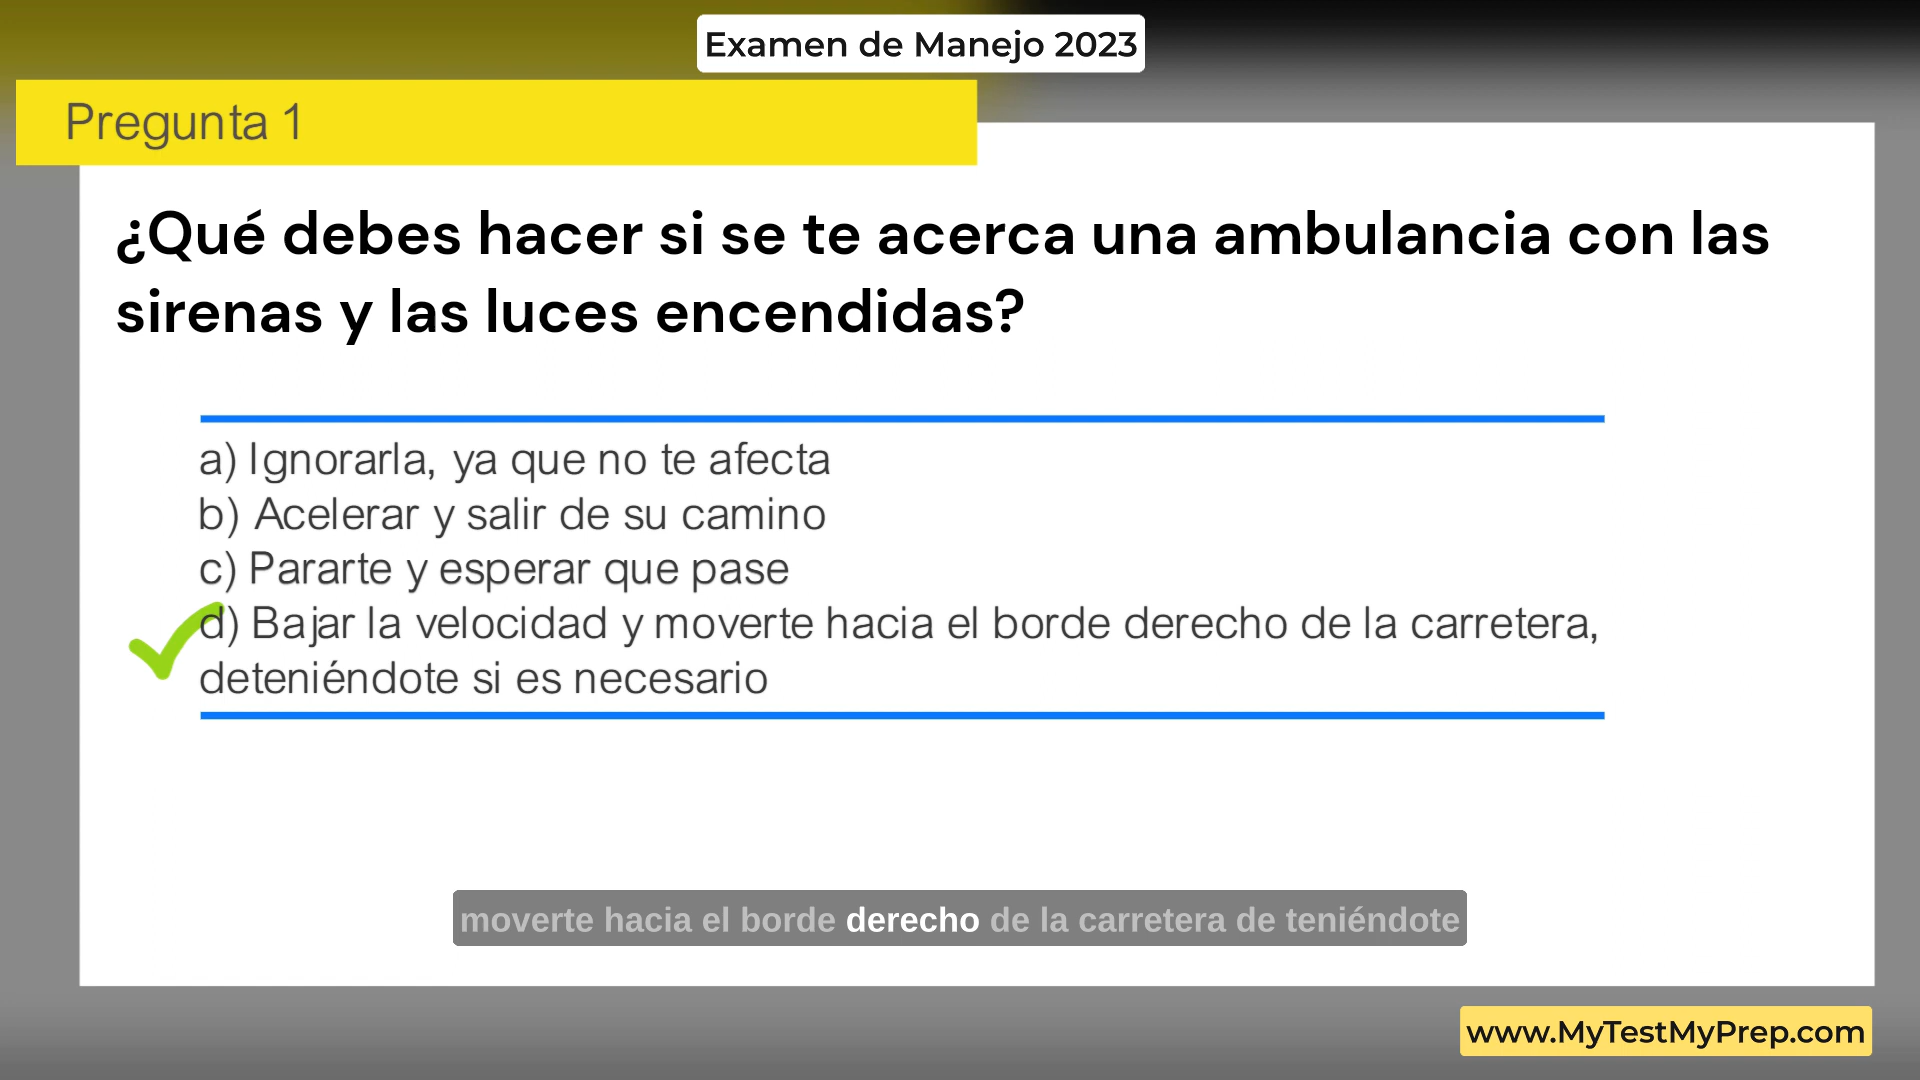 Examen de Manejo 2023
Pregunta 1
¿Qué debes hacer si se te acerca una ambulancia con las
sirenas y las luces encendidas?
a) Ignorarla, ya que no te afecta
b) Acelerar y salir de su camino
c) Pararte y esperar que pase
d) Bajar la velocidad y moverte hacia el borde derecho de la carretera,
deteniéndote si es necesario
moverte hacia el borde derecho de la carretera de teniéndote
www.MyTestMyPrep.com